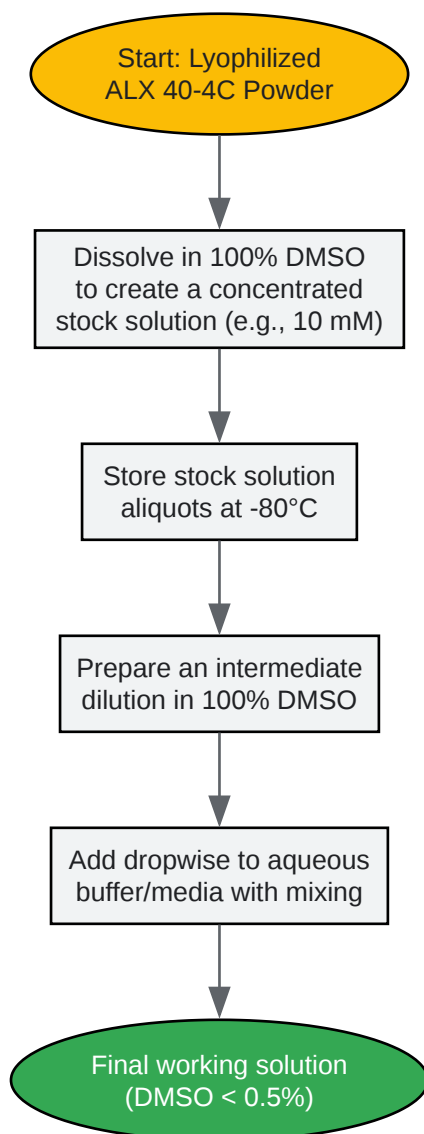 Start: Lyophilized
ALX 40-4C Powder
Dissolve in 100% DMSO
to create a concentrated
stock solution (e.g., 10 mM)
Store stock solution
aliquots at -80°C
Prepare an intermediate
dilution in 100% DMSO
Add dropwise to aqueous
buffer/media with mixing
Final working solution
(DMSO < 0.5%)